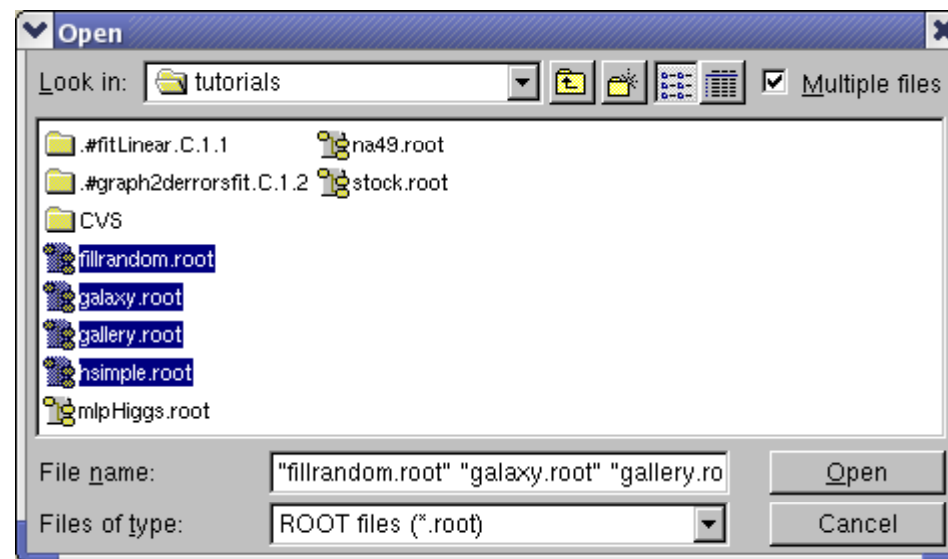 Open
Look in: tutorials Multiple files
.#fitLinear.C.1.1
.#graph2derrorsfit.C.1.2
CVS
fillrandom.root
galaxy.root
gallery.root
hsimple.root
mlpHiggs.root
na49.root
stock.root
File name: "fillrandom.root" "galaxy.root" "gallery.ro Open
Files of type: ROOT files (*.root) Cancel